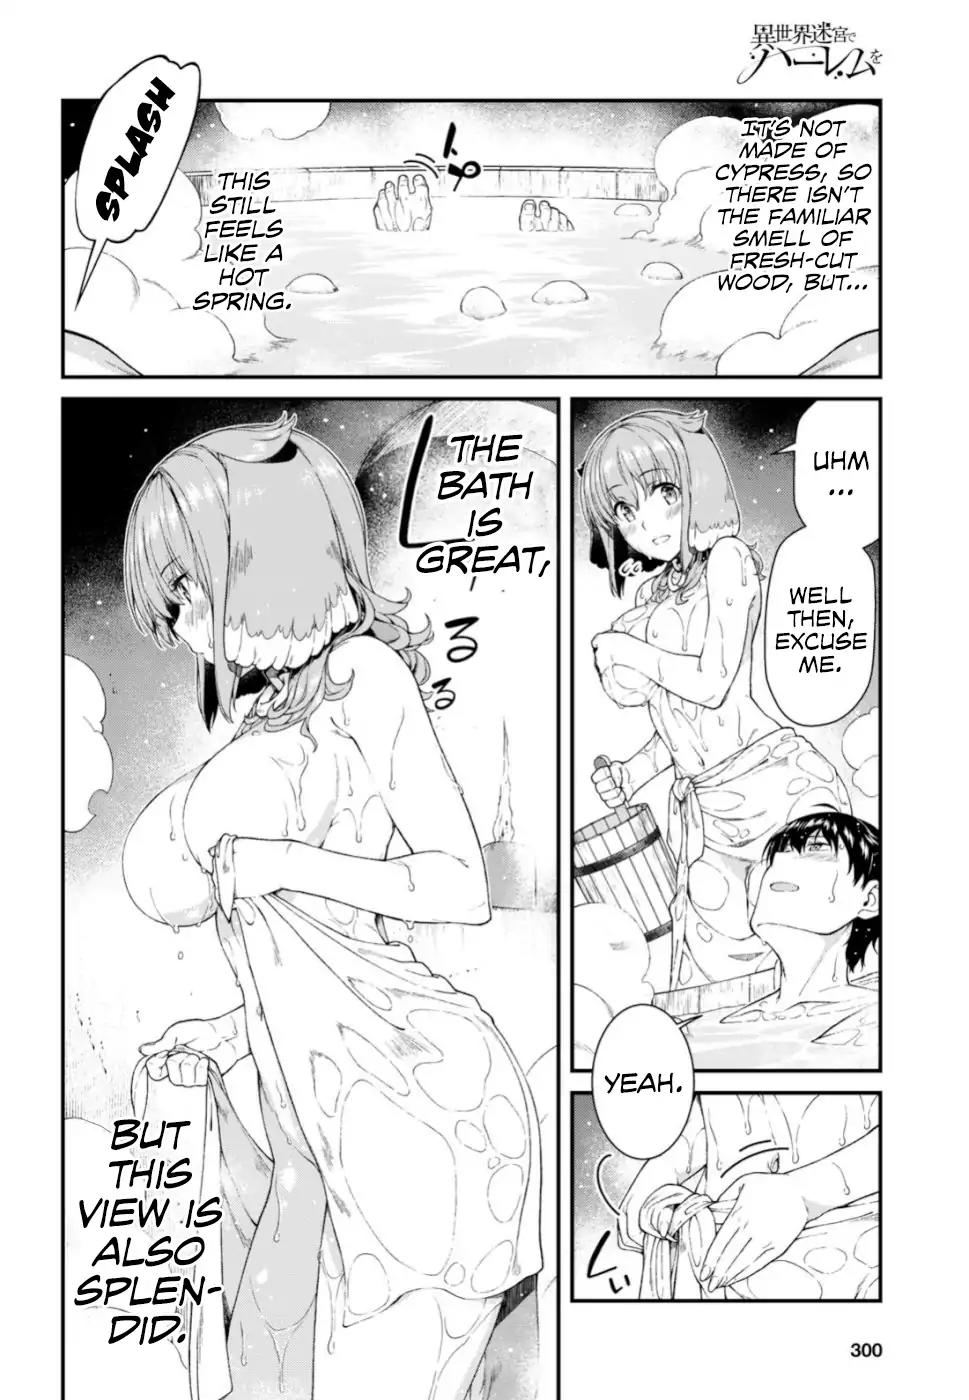 異世界迷宮で
ハーレムを
IT'S NOT
MADE OF
CYPRESS, SO
THERE ISN'T
THE FAMILIAR
SMELL OF
FRESH-CUT
WOOD, BUT...
THIS
STILL
FEELS
LIKE A
HOT
SPRING.
SPLASH
UHM
...
WELL
THEN,
EXCUSE
ME.
YEAH.
THE
BATH
IS
GREAT,
BUT
THIS
VIEW IS
ALSO
SPLEN-
DID.
300